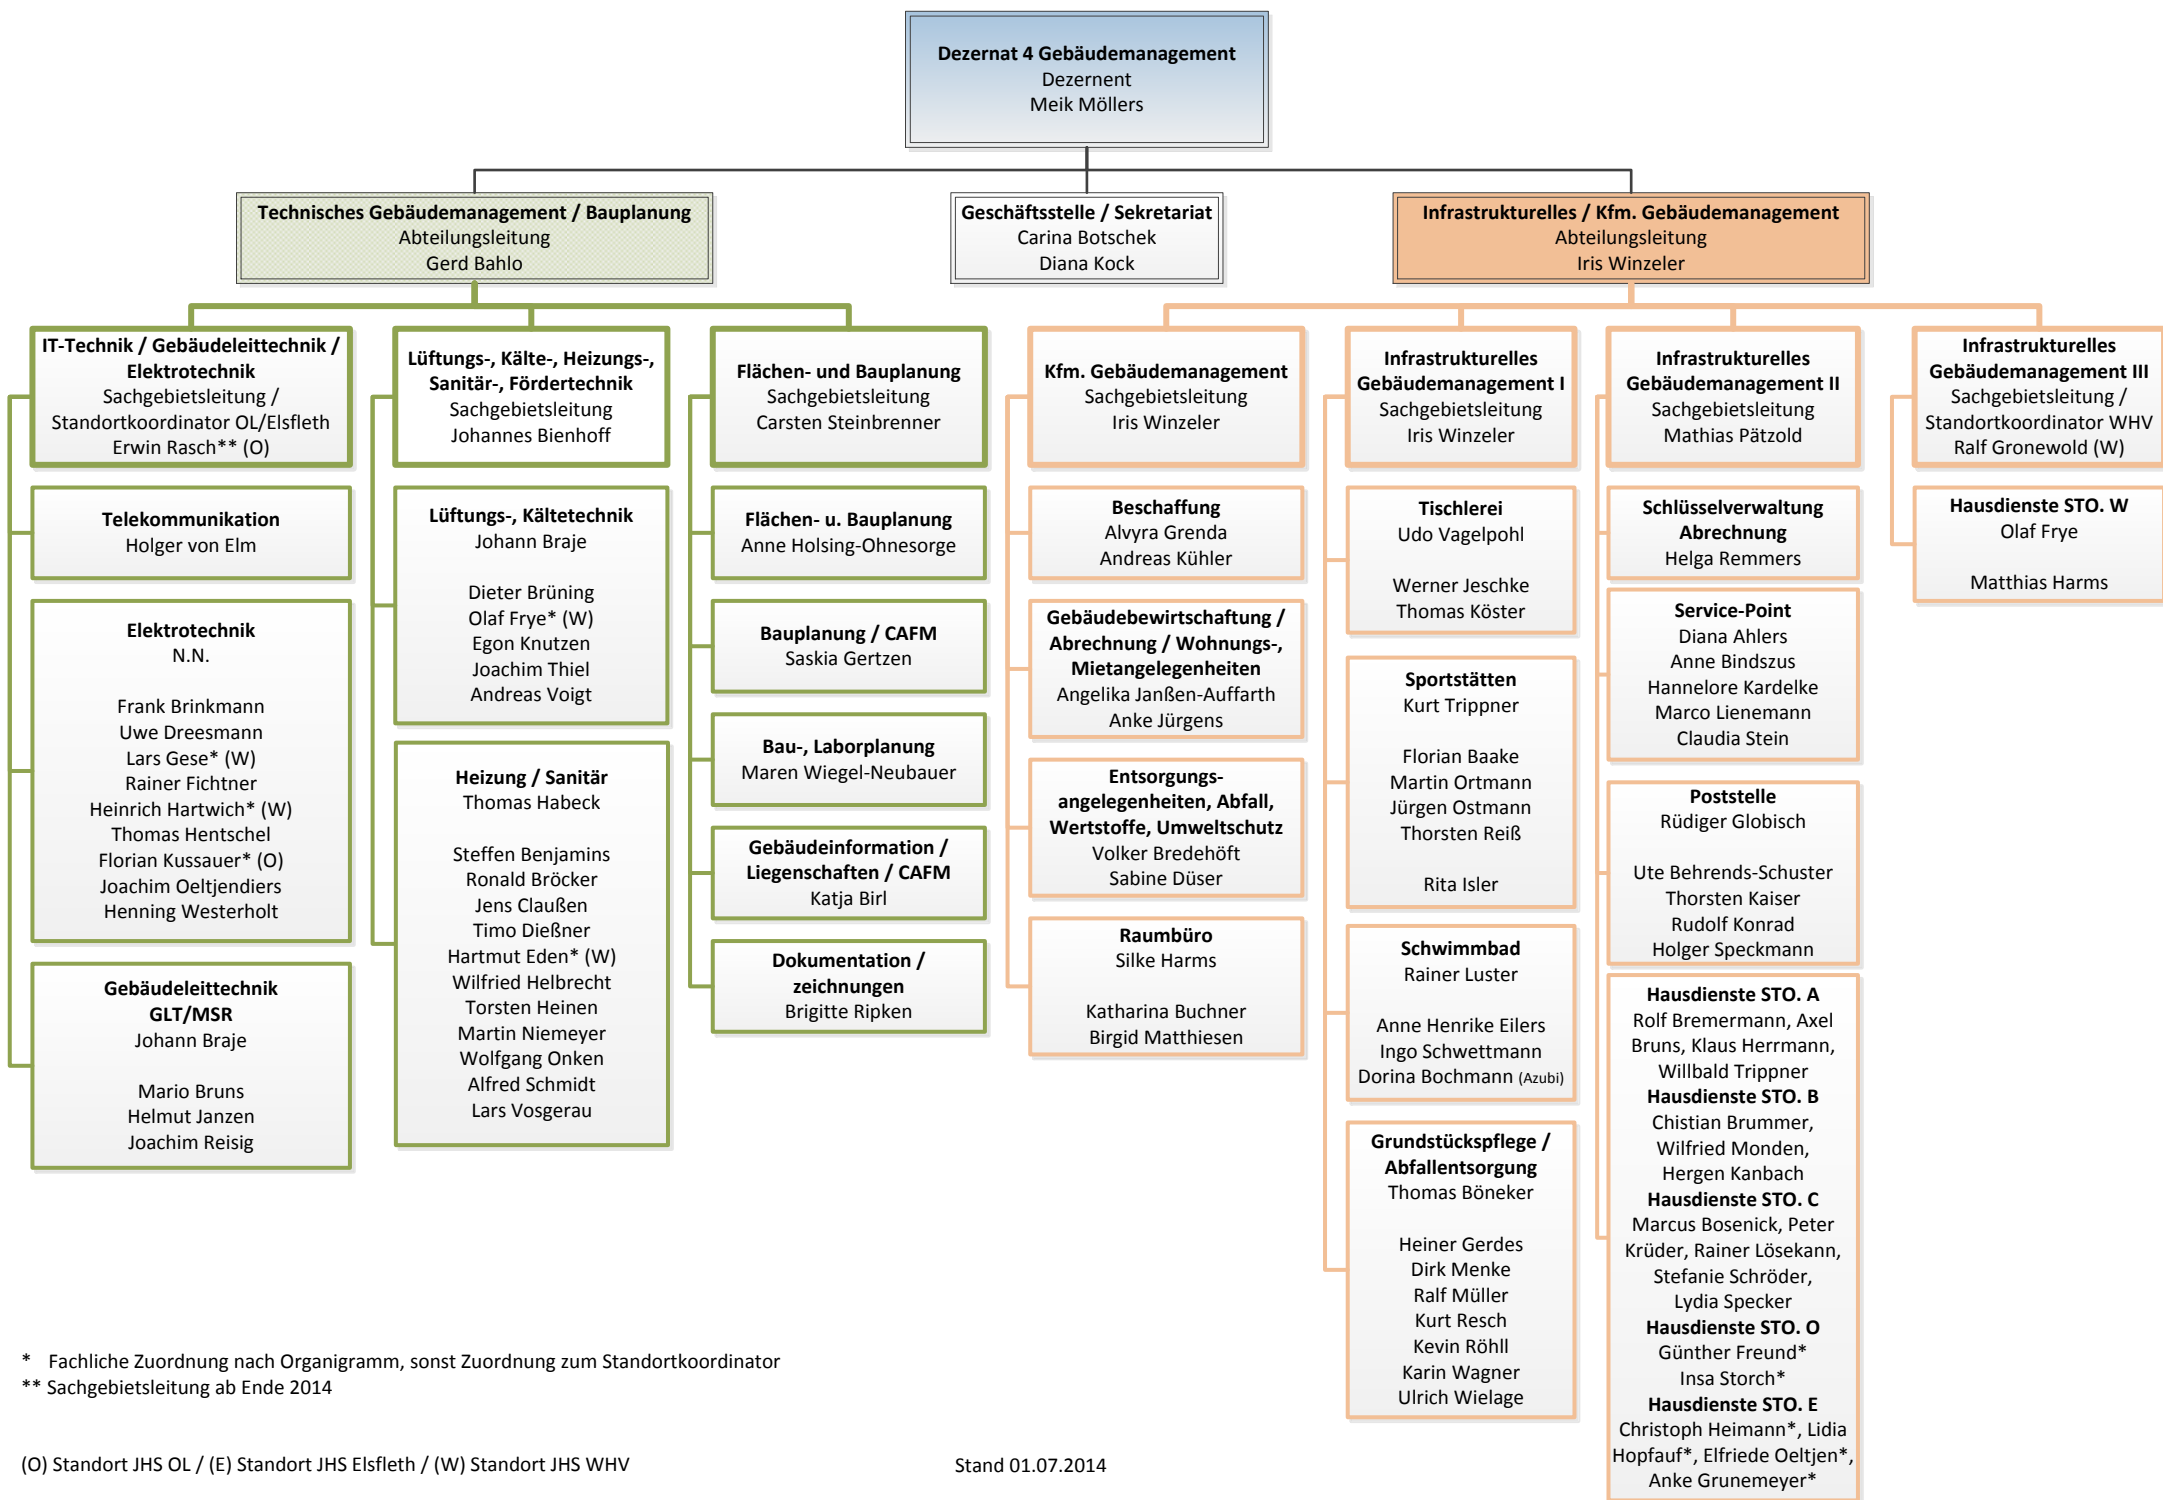 Dezernat 4 Gebäudemanagement
Dezernent
Meik Möllers
Technisches Gebäudemanagement / Bauplanung
Abteilungsleitung
Gerd Bahlo
Geschäftsstelle / Sekretariat
Carina Botschek
Diana Kock
Infrastrukturelles / Kfm. Gebäudemanagement
Abteilungsleitung
Iris Winzeler
IT-Technik / Gebäudeleittechnik /
Elektrotechnik
Sachgebietsleitung /
Standortkoordinator OL/Elsfleth
Erwin Rasch** (O)
Telekommunikation
Holger von Elm
Elektrotechnik
N.N.
Frank Brinkmann
Uwe Dreesmann
Lars Gese* (W)
Rainer Fichtner
Heinrich Hartwich* (W)
Thomas Hentschel
Florian Kussauer* (O)
Joachim Oeltjendiers
Henning Westerholt
Gebäudeleittechnik
GLT/MSR
Johann Braje
Mario Bruns
Helmut Janzen
Joachim Reisig
Lüftungs-, Kälte-, Heizungs-,
Sanitär-, Fördertechnik
Sachgebietsleitung
Johannes Bienhoff
Lüftungs-, Kältetechnik
Johann Braje
Dieter Brüning
Olaf Frye* (W)
Egon Knutzen
Joachim Thiel
Andreas Voigt
Heizung / Sanitär
Thomas Habeck
Steffen Benjamins
Ronald Bröcker
Jens Claußen
Timo Dießner
Hartmut Eden* (W)
Wilfried Helbrecht
Torsten Heinen
Martin Niemeyer
Wolfgang Onken
Alfred Schmidt
Lars Vosgerau
Flächen- und Bauplanung
Sachgebietsleitung
Carsten Steinbrenner
Flächen- u. Bauplanung
Anne Holsing-Ohnesorge
Bauplanung / CAFM
Saskia Gertzen
Bau-, Laborplanung
Maren Wiegel-Neubauer
Gebäudeinformation /
Liegenschaften / CAFM
Katja Birl
Dokumentation /
zeichnungen
Brigitte Ripken
Kfm. Gebäudemanagement
Sachgebietsleitung
Iris Winzeler
Beschaffung
Alvyra Grenda
Andreas Kühler
Gebäudebewirtschaftung /
Abrechnung / Wohnungs-,
Mietangelegenheiten
Angelika Janßen-Auffarth
Anke Jürgens
Entsorgungs-
angelegenheiten, Abfall,
Wertstoffe, Umweltschutz
Volker Bredehöft
Sabine Düser
Raumbüro
Silke Harms
Katharina Buchner
Birgid Matthiesen
Infrastrukturelles
Gebäudemanagement I
Sachgebietsleitung
Iris Winzeler
Tischlerei
Udo Vagelpohl
Werner Jeschke
Thomas Köster
Sportstätten
Kurt Trippner
Florian Baake
Martin Ortmann
Jürgen Ostmann
Thorsten Reiß
Rita Isler
Schwimmbad
Rainer Luster
Anne Henrike Eilers
Ingo Schwettmann
Dorina Bochmann (Azubi)
Grundstückspflege /
Abfallentsorgung
Thomas Böneker
Heiner Gerdes
Dirk Menke
Ralf Müller
Kurt Resch
Kevin Röhll
Karin Wagner
Ulrich Wielage
Infrastrukturelles
Gebäudemanagement II
Sachgebietsleitung
Mathias Pätzold
Schlüsselverwaltung
Abrechnung
Helga Remmers
Service-Point
Diana Ahlers
Anne Bindszus
Hannelore Kardelke
Marco Lienemann
Claudia Stein
Poststelle
Rüdiger Globisch
Ute Behrends-Schuster
Thorsten Kaiser
Rudolf Konrad
Holger Speckmann
Hausdienste STO. A
Rolf Bremermann, Axel
Bruns, Klaus Herrmann,
Willbald Trippner
Hausdienste STO. B
Chistian Brummer,
Wilfried Monden,
Hergen Kanbach
Hausdienste STO. C
Marcus Bosenick, Peter
Krüder, Rainer Lösekann,
Stefanie Schröder,
Lydia Specker
Hausdienste STO. O
Günther Freund*
Insa Storch*
Hausdienste STO. E
Christoph Heimann*, Lidia
Hopfauf*, Elfriede Oeltjen*,
Anke Grunemeyer*
Infrastrukturelles
Gebäudemanagement III
Sachgebietsleitung /
Standortkoordinator WHV
Ralf Gronewold (W)
Hausdienste STO. W
Olaf Frye
Matthias Harms
* Fachliche Zuordnung nach Organigramm, sonst Zuordnung zum Standortkoordinator
** Sachgebietsleitung ab Ende 2014
(O) Standort JHS OL / (E) Standort JHS Elsfleth / (W) Standort JHS WHV
Stand 01.07.2014